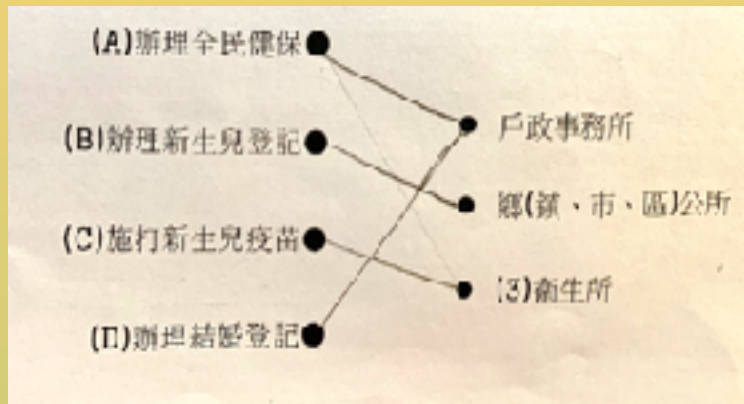 (A)辦理全民健保
戶政事務所
(B)辦理新生兒登記
鄉(鎮、市、區)公所
(C)施打新生兒疫苗
(3)衛生所
(D)辦理結婚登記